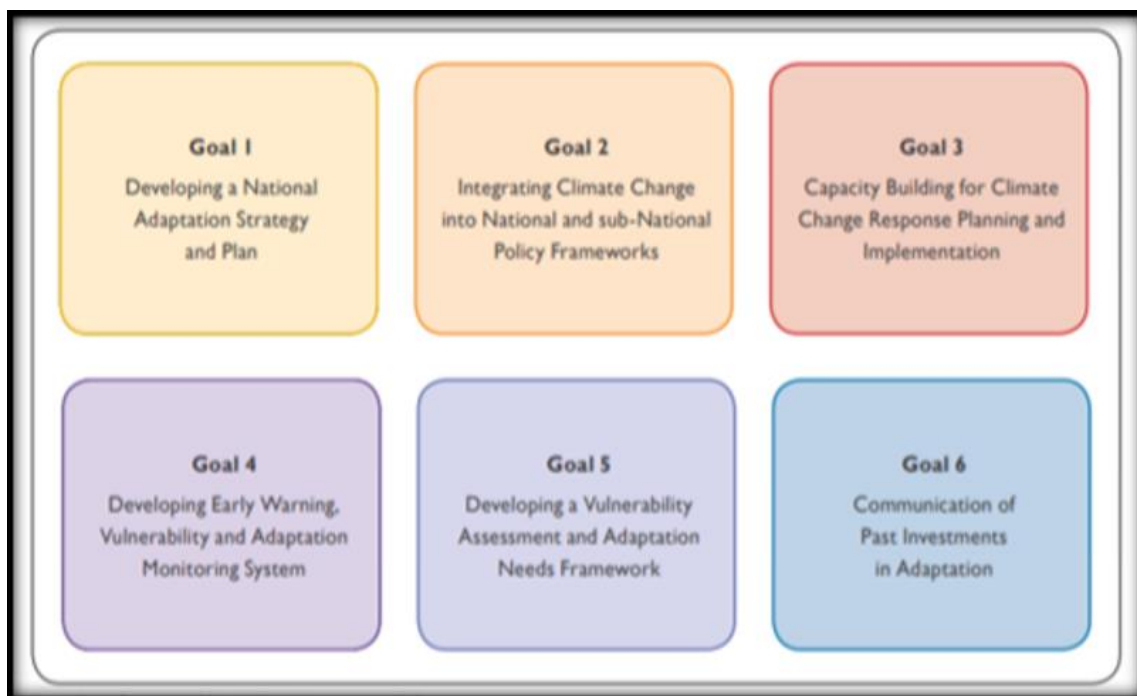 Goal 1
Developing a National
Adaptation Strategy
and Plan
Goal 2
Integrating Climate Change
into National and sub-National
Policy Frameworks
Goal 3
Capacity Building for Climate
Change Response Planning and
Implementation
Goal 4
Developing Early Warning,
Vulnerability and Adaptation
Monitoring System
Goal 5
Developing a Vulnerability
Assessment and Adaptation
Needs Framework
Goal 6
Communication of
Past Investments
in Adaptation